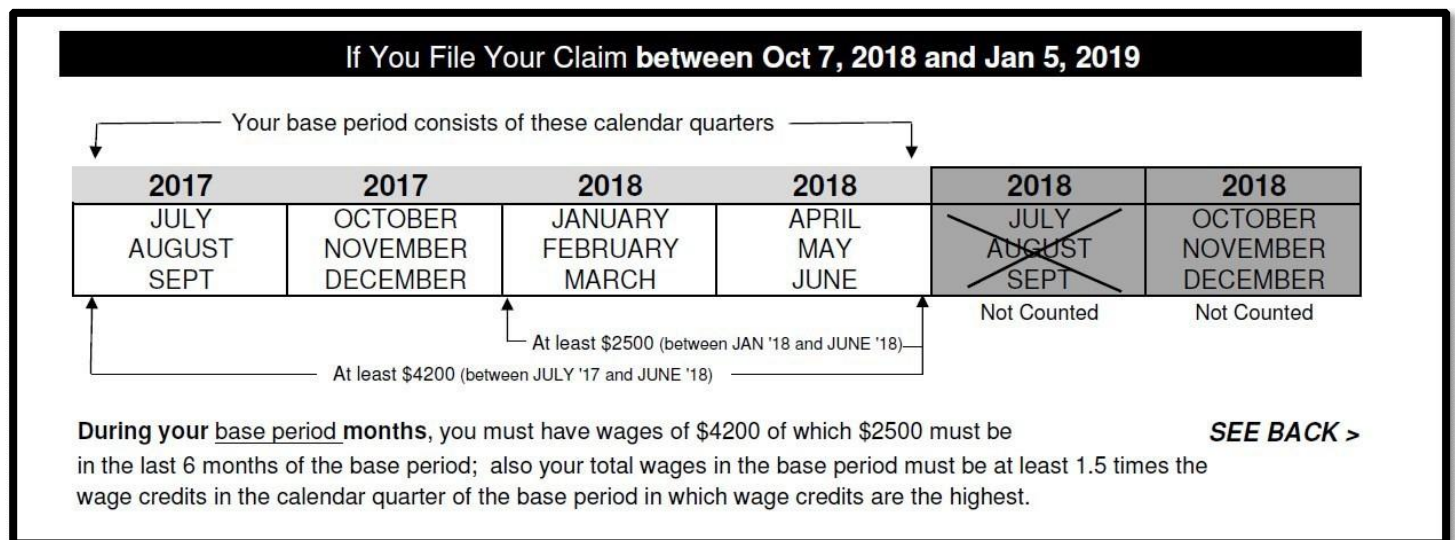 If You File Your Claim between Oct 7, 2018 and Jan 5, 2019
Your base period consists of these calendar quarters
2017 2017 2018 2018 2018 2018
JULY OCTOBER JANUARY APRIL JULY OCTOBER
AUGUST NOVEMBER FEBRUARY MAY AUGUST NOVEMBER
SEPT DECEMBER MARCH JUNE SEPT DECEMBER
Not Counted Not Counted
At least $2500 (between JAN '18 and JUNE '18)
At least $4200 (between JULY '17 and JUNE '18)
During your base period months, you must have wages of $4200 of which $2500 must be SEE BACK >
in the last 6 months of the base period; also your total wages in the base period must be at least 1.5 times the
wage credits in the calendar quarter of the base period in which wage credits are the highest.